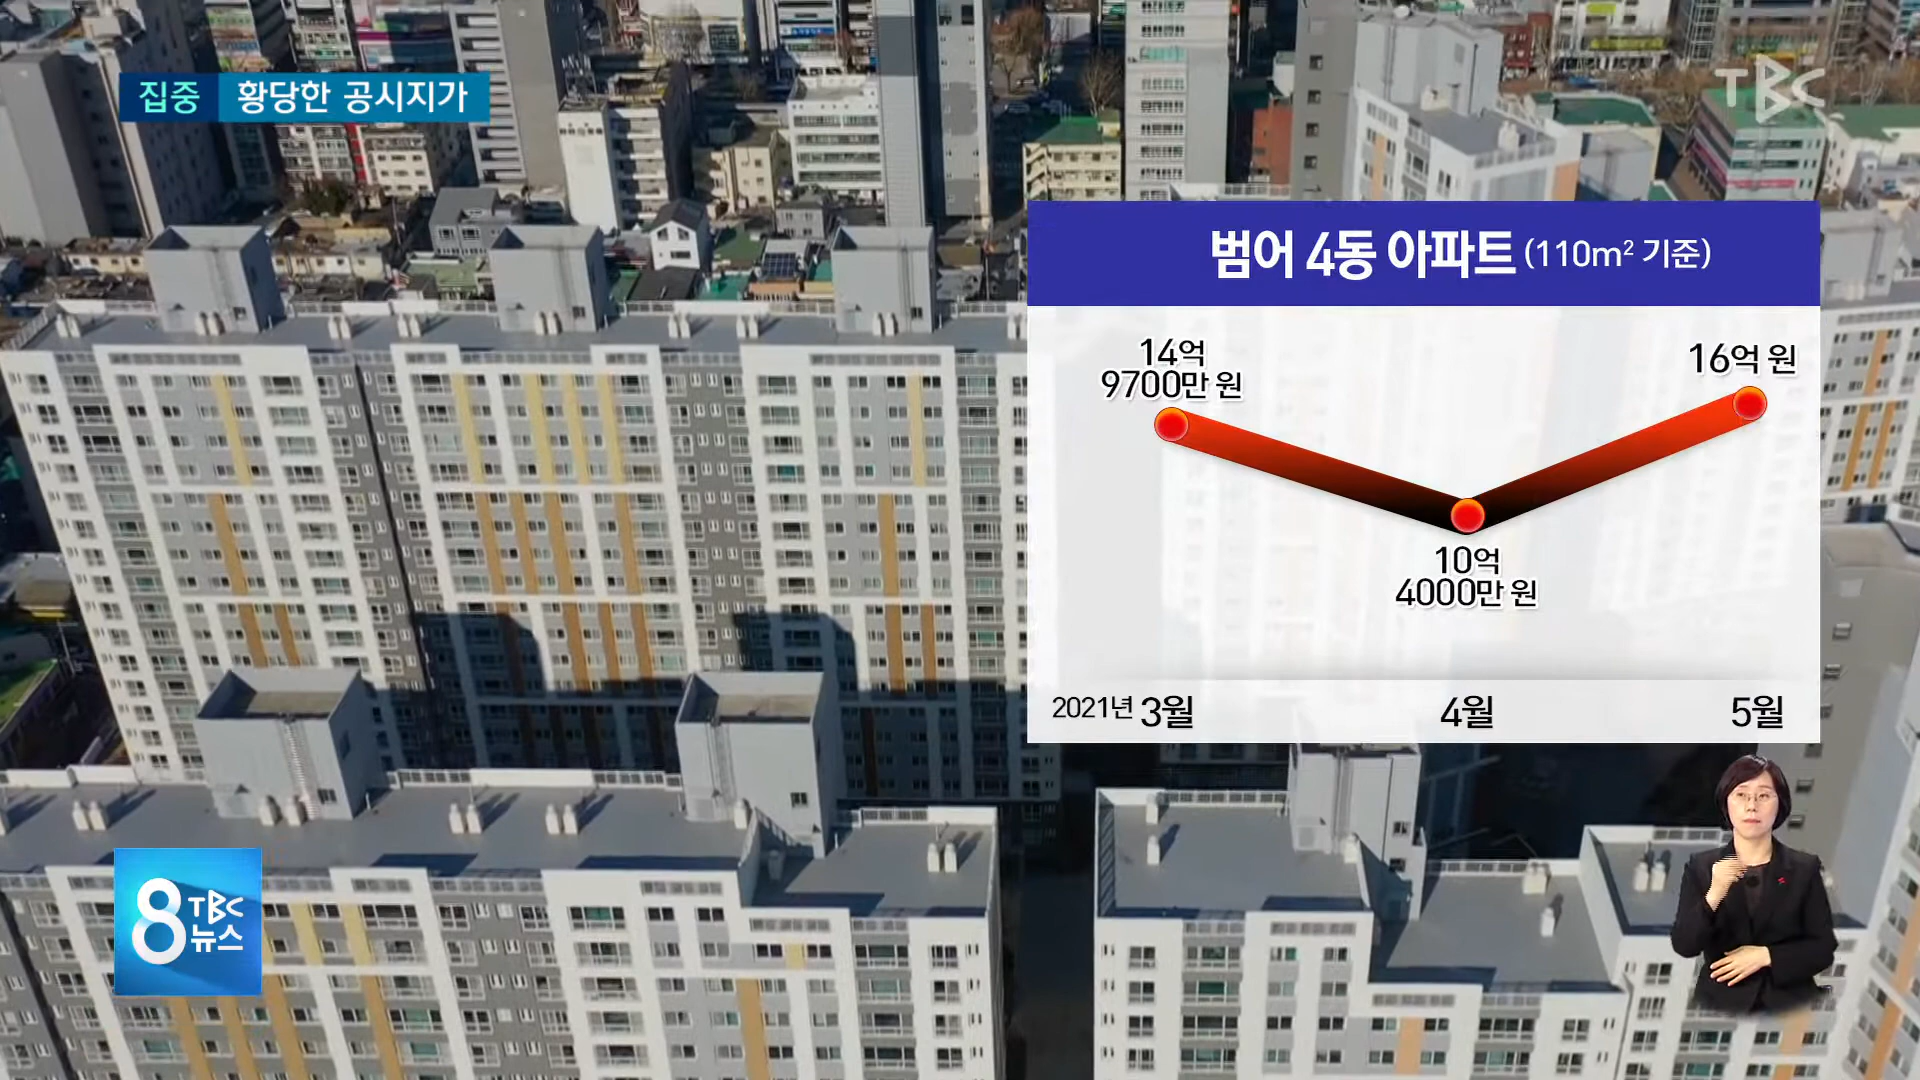 집중 황당한 공시지가
TBC
범어 4동 아파트 (110m² 기준)
14억
9700만 원
16억 원
10억
4000만 원
2021년 3월 4월 5월
8 TBC
뉴스